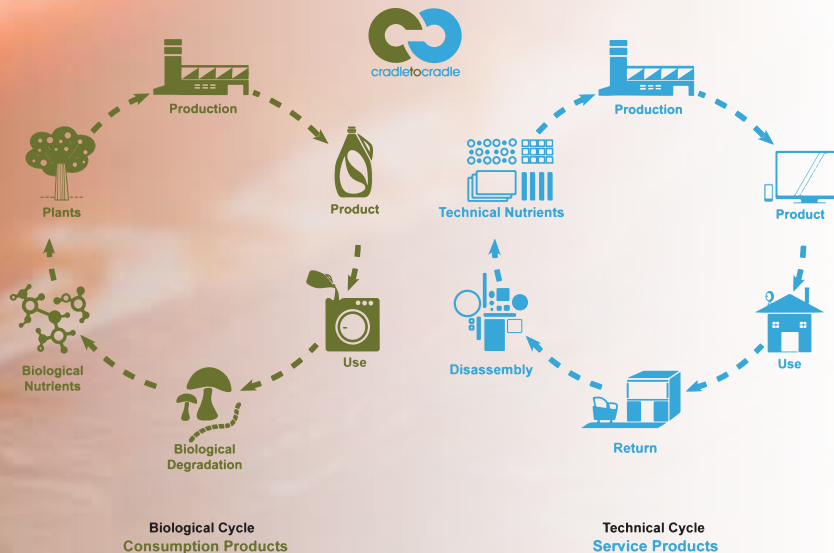 cradletocradle
Production
Plants
Product
Use
Biological
Degradation
Biological
Nutrients
Biological Cycle
Consumption Products
Production
Technical Nutrients
Product
Use
Return
Disassembly
Technical Cycle
Service Products